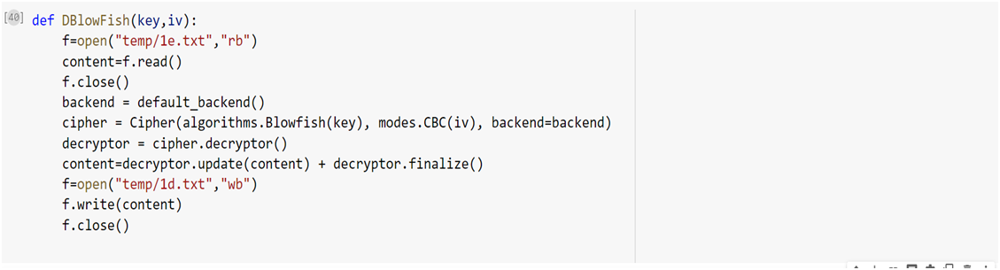 [40] def DBlowFish(key,iv):
    f=open("temp/1e.txt","rb")
    content=f.read()
    f.close()
    backend = default_backend()
    cipher = Cipher(algorithms.Blowfish(key), modes.CBC(iv), backend=backend)
    decryptor = cipher.decryptor()
    content=decryptor.update(content) + decryptor.finalize()
    f=open("temp/1d.txt","wb")
    f.write(content)
    f.close()